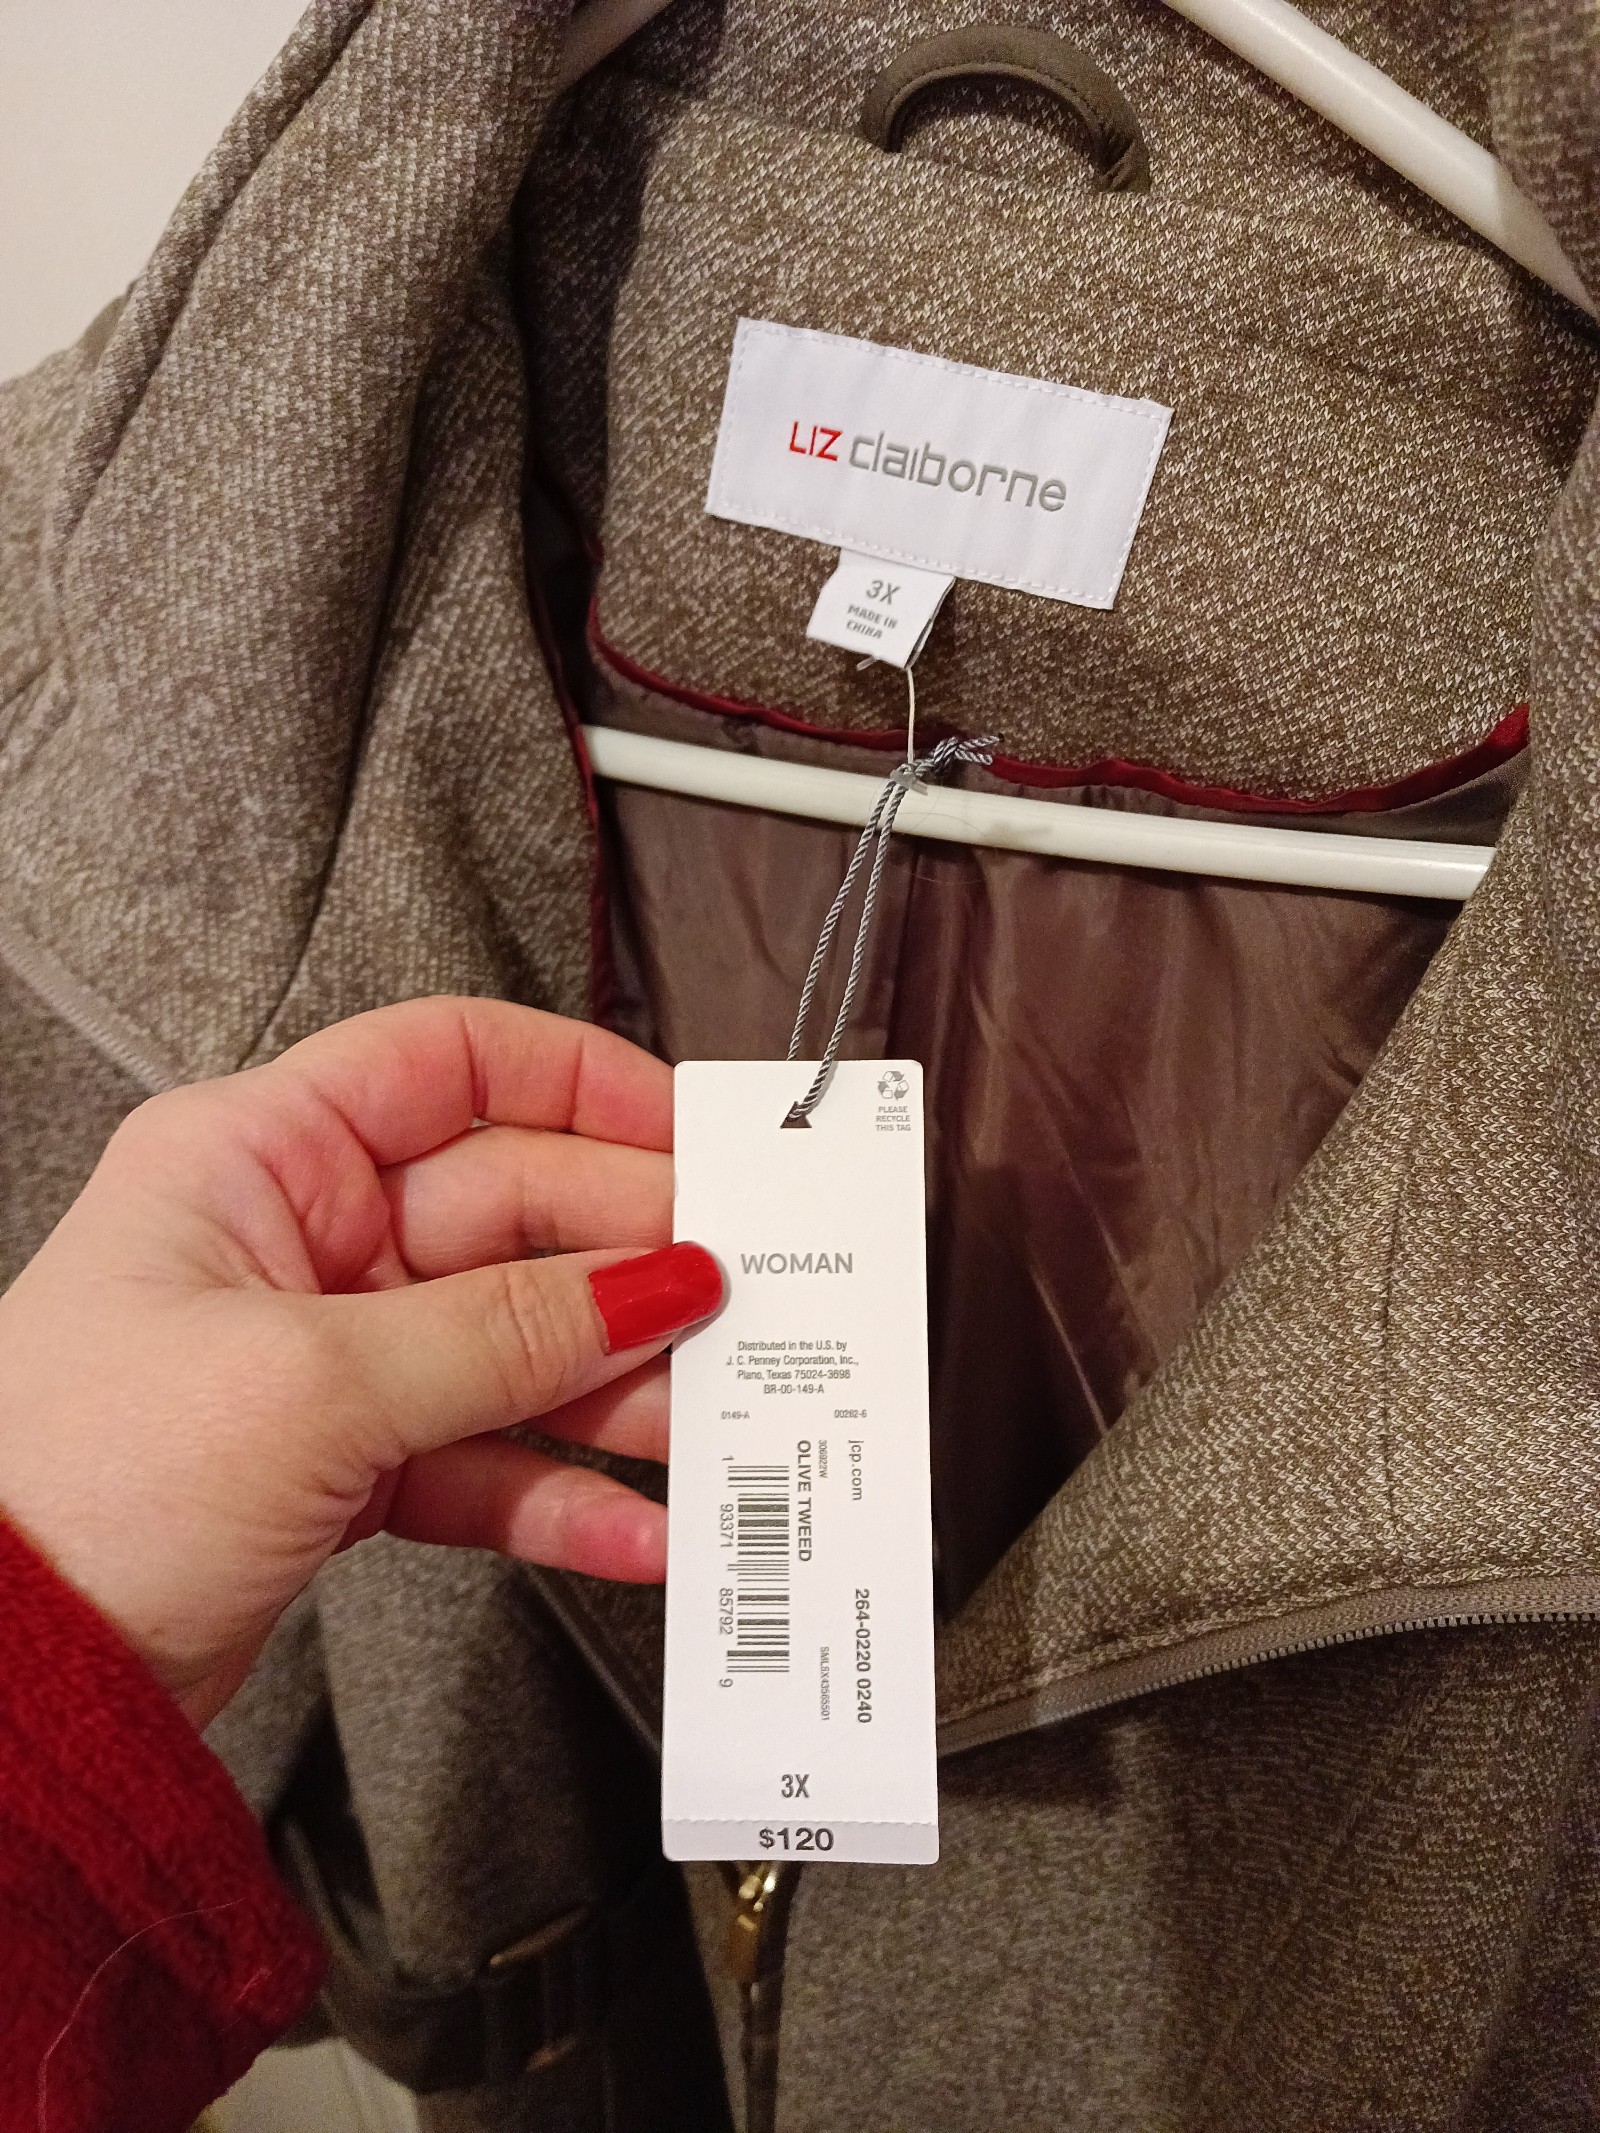 LIZ claiborne
3X
MADE IN
CHINA
PLEASE
RECYCLE
THIS TAG
WOMAN
Distributed in the U.S. by
J. C. Penney Corporation, Inc.,
Plano, Texas 75024-3698
BR-00-149-A
0149-A 00262-6
jcp.com 264-0220 0240
306922W
OLIVE TWEED
1 93371 85792 9
3X
$120